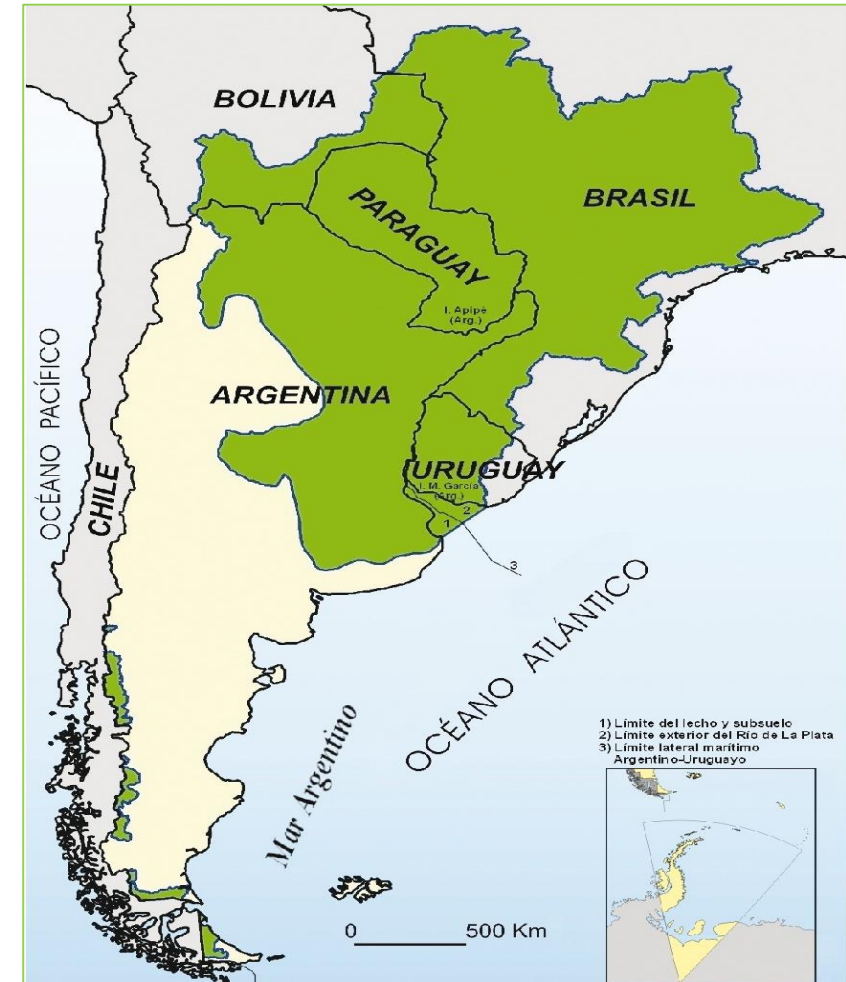 BOLIVIA
BRASIL
PARAGUAY
I. Apipé
(Arg.)
OCÉANO PACÍFICO
ARGENTINA
URUGUAY
I. M. García
(Arg.)
CHILE
2
1
3
OCÉANO ATLÁNTICO
1) Límite del lecho y subsuelo
2) Límite exterior del Río de La Plata
3) Límite lateral marítimo
Argentino-Uruguayo
Mar Argentino
0 500 Km